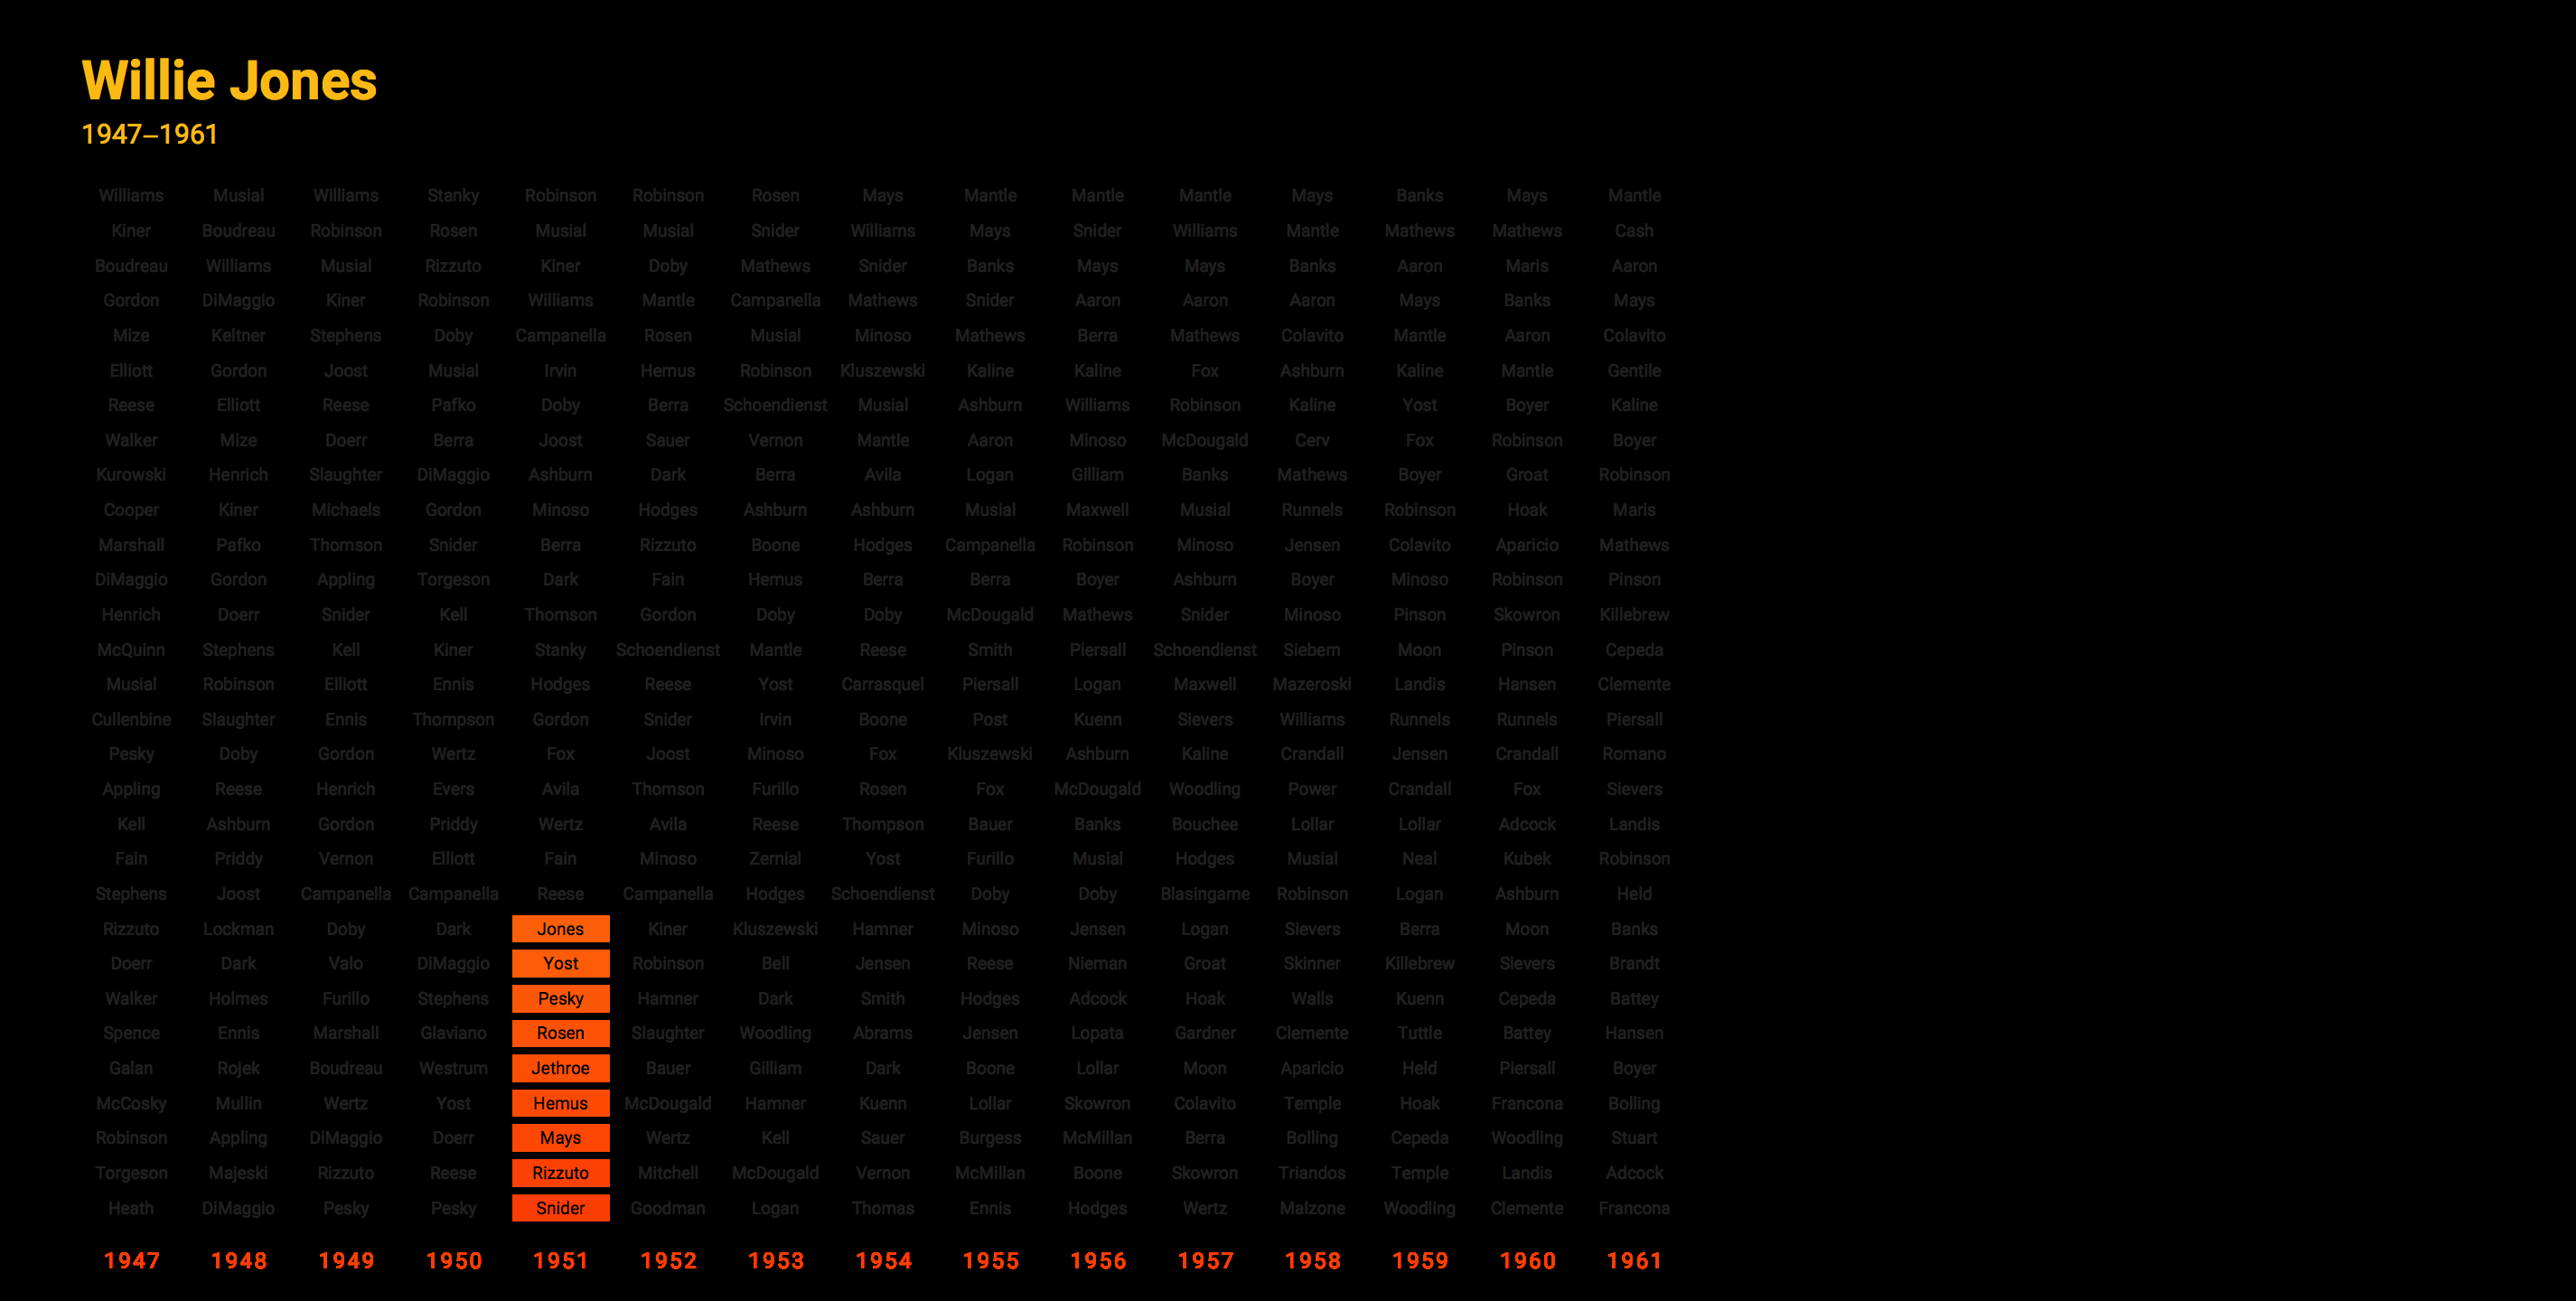 Willie Jones
1947–1961
Williams Musial Williams Stanky Robinson Robinson Rosen Mays Mantle Mantle Mantle Mays Banks Mays Mantle
Kiner Boudreau Robinson Rosen Musial Musial Snider Williams Mays Snider Williams Mantle Mathews Mathews Cash
Boudreau Williams Musial Rizzuto Kiner Doby Mathews Snider Banks Mays Mays Banks Aaron Maris Aaron
Gordon DiMaggio Kiner Robinson Williams Mantle Campanella Mathews Snider Aaron Aaron Aaron Mays Banks Mays
Mize Keltner Stephens Doby Campanella Rosen Musial Minoso Mathews Berra Mathews Colavito Mantle Aaron Colavito
Elliott Gordon Joost Musial Irvin Hemus Robinson Kluszewski Kaline Kaline Fox Ashburn Kaline Mantle Gentile
Reese Elliott Reese Pafko Doby Berra Schoendienst Musial Ashburn Williams Robinson Kaline Yost Boyer Kaline
Walker Mize Doerr Berra Joost Sauer Vernon Mantle Aaron Minoso McDougald Cerv Fox Robinson Boyer
Kurowski Henrich Slaughter DiMaggio Ashburn Dark Berra Avila Logan Gilliam Banks Mathews Boyer Groat Robinson
Cooper Kiner Michaels Gordon Minoso Hodges Ashburn Ashburn Musial Maxwell Musial Runnels Robinson Hoak Maris
Marshall Pafko Thomson Snider Berra Rizzuto Boone Hodges Campanella Robinson Minoso Jensen Colavito Aparicio Mathews
DiMaggio Gordon Appling Torgeson Dark Fain Hemus Berra Berra Boyer Ashburn Boyer Minoso Robinson Pinson
Henrich Doerr Snider Kell Thomson Gordon Doby Doby McDougald Mathews Snider Minoso Pinson Skowron Killebrew
McQuinn Stephens Kell Kiner Stanky Schoendienst Mantle Reese Smith Piersall Schoendienst Siebern Moon Pinson Cepeda
Musial Robinson Elliott Ennis Hodges Reese Yost Carrasquel Piersall Logan Maxwell Mazeroski Landis Hansen Clemente
Cullenbine Slaughter Ennis Thompson Gordon Snider Irvin Boone Post Kuenn Sievers Williams Runnels Runnels Piersall
Pesky Doby Gordon Wertz Fox Joost Minoso Fox Kluszewski Ashburn Kaline Crandall Jensen Crandall Romano
Appling Reese Henrich Evers Avila Thomson Furillo Rosen Fox McDougald Woodling Power Crandall Fox Sievers
Kell Ashburn Gordon Priddy Wertz Avila Reese Thompson Bauer Banks Bouchee Lollar Lollar Adcock Landis
Fain Priddy Vernon Elliott Fain Minoso Zernial Yost Furillo Musial Hodges Musial Neal Kubek Robinson
Stephens Joost Campanella Campanella Reese Campanella Hodges Schoendienst Doby Doby Blasingame Robinson Logan Ashburn Held
Rizzuto Lockman Doby Dark Jones Kiner Kluszewski Hamner Minoso Jensen Logan Sievers Berra Moon Banks
Doerr Dark Valo DiMaggio Yost Robinson Bell Jensen Reese Nieman Groat Skinner Killebrew Sievers Brandt
Walker Holmes Furillo Stephens Pesky Hamner Dark Smith Hodges Adcock Hoak Walls Kuenn Cepeda Battey
Spence Ennis Marshall Glaviano Rosen Slaughter Woodling Abrams Jensen Lopata Gardner Clemente Tuttle Battey Hansen
Galan Rojek Boudreau Westrum Jethroe Bauer Gilliam Dark Boone Lollar Moon Aparicio Held Piersall Boyer
McCosky Mullin Wertz Yost Hemus McDougald Hamner Kuenn Lollar Skowron Colavito Temple Hoak Francona Bolling
Robinson Appling DiMaggio Doerr Mays Wertz Kell Sauer Burgess McMillan Berra Bolling Cepeda Woodling Stuart
Torgeson Majeski Rizzuto Reese Rizzuto Mitchell McDougald Vernon McMillan Boone Skowron Triandos Temple Landis Adcock
Heath DiMaggio Pesky Pesky Snider Goodman Logan Thomas Ennis Hodges Wertz Malzone Woodling Clemente Francona
1947 1948 1949 1950 1951 1952 1953 1954 1955 1956 1957 1958 1959 1960 1961